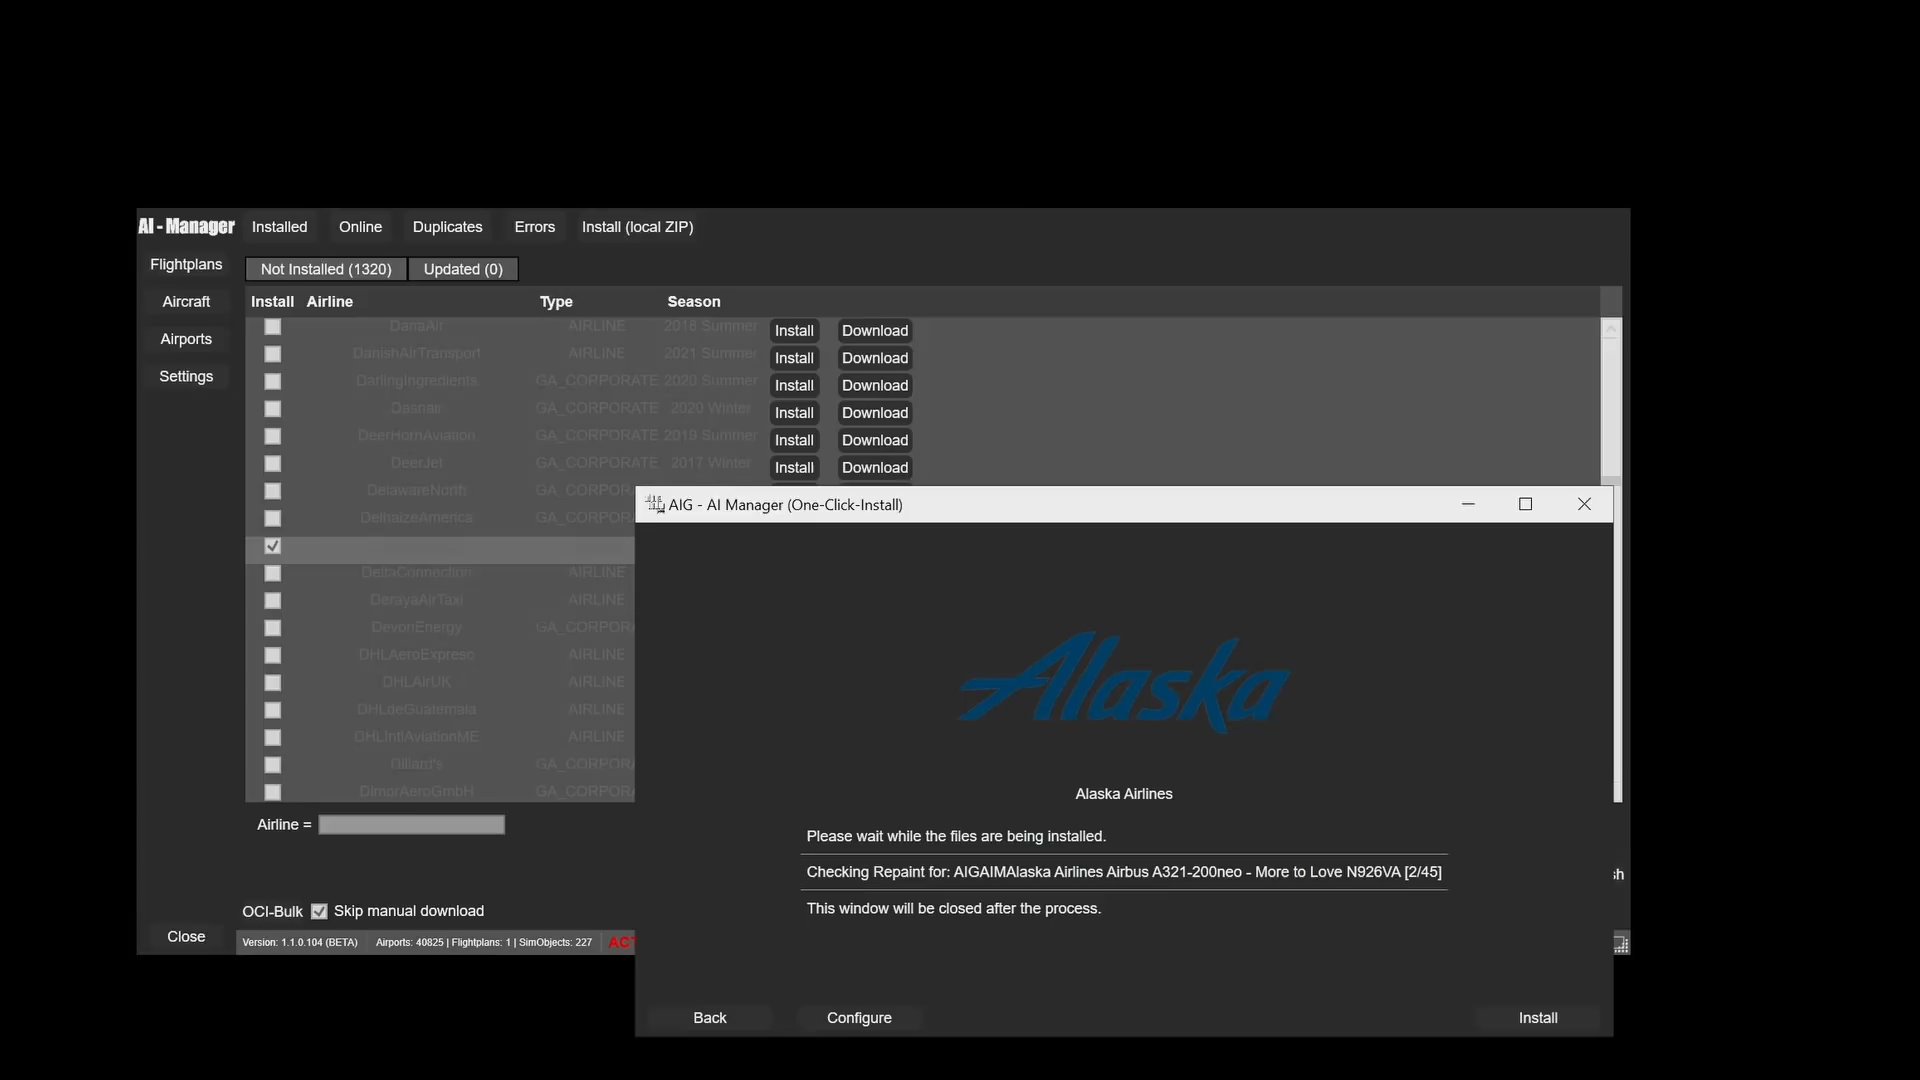 AI - Manager Installed Online Duplicates Errors Install (local ZIP)
Flightplans
Aircraft
Airports
Settings
Not Installed (1320) Updated (0)
Install Airline Type Season
DanaAir AIRLINE 2018 Summer Install Download
DanishAirTransport AIRLINE 2021 Summer Install Download
DarlingIngredients GA_CORPORATE 2020 Summer Install Download
Dasnair GA_CORPORATE 2020 Winter Install Download
DeerHornAviation GA_CORPORATE 2019 Summer Install Download
DeerJet GA_CORPORATE 2017 Winter Install Download
DelawareNorth GA_CORPOR
DelhaizeAmerica GA_CORPOR
DeltaConnection AIRLINE
DerayaAirTaxi AIRLINE
DevonEnergy GA_CORPOR
DHLAeroExpreso AIRLINE
DHLAirUK AIRLINE
DHLdeGuatemala AIRLINE
DHLIntlAviationME AIRLINE
Dillard's GA_CORPOR
DimorAeroGmbH GA_CORPOR
Airline =
OCI-Bulk Skip manual download
Close
Version: 1.1.0.104 (BETA) Airports: 40825 | Flightplans: 1 | SimObjects: 227
AIG - AI Manager (One-Click-Install)
Alaska
Alaska Airlines
Please wait while the files are being installed.
Checking Repaint for: AIGAIMAlaska Airlines Airbus A321-200neo - More to Love N926VA [2/45]
This window will be closed after the process.
Back Configure Install